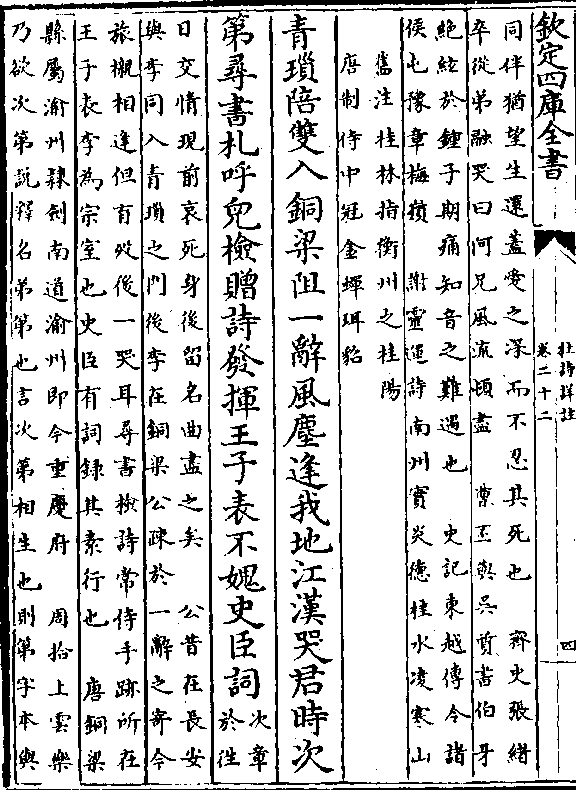 欽定四庫全書
杜詩詳註
卷二十二
四
同伴猶望生還蓋愛之深而不忍其死也　齊史張緒
卒從弟融哭曰阿兄風流頓盡　曹丕與吳質書伯牙
絶絃於鍾子期痛知音之難遇也　史記東越傳令諸
侯屯豫章梅嶺　謝靈運詩南州實炎德桂水凌寒山
舊注桂林指衡州之桂陽
唐制侍中冠金蟬珥貂
青瑣陪雙入銅梁阻一辭風塵逢我地江漢哭君時次
第尋書札呼兒檢贈詩發揮王子表不媿史臣詞
次章
於往
日交情現前哀死身後留名曲盡之矣　公昔在長安
與李同入青瑣之門後李在銅梁公疎於一辭之寄今
旅櫬相逢但有歿後一哭耳尋書檢詩常侍手跡所在
王子表李為宗室也史臣有詞錄其素行也　唐銅梁
縣屬渝州隸劍南道渝州即今重慶府　周捨上雲樂
乃欲次第説釋名弟第也言次第相生也則第字本與